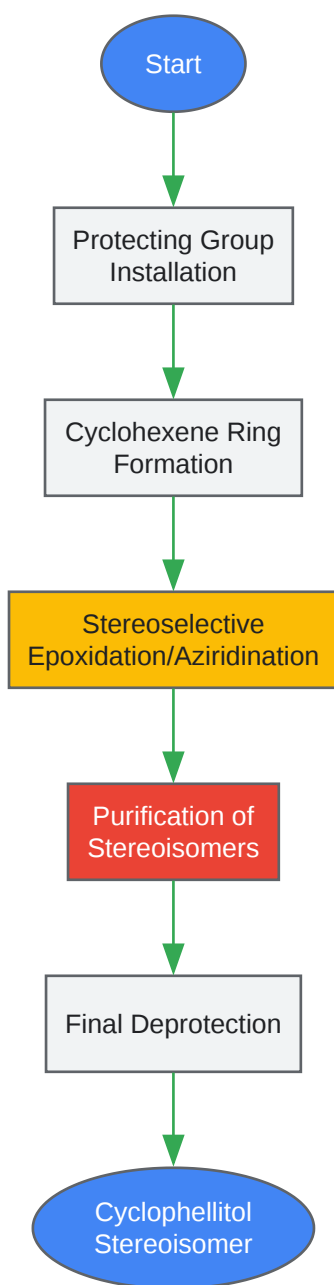 Start
Protecting Group
Installation
Cyclohexene Ring
Formation
Stereoselective
Epoxidation/Aziridination
Purification of
Stereoisomers
Final Deprotection
Cyclophellitol
Stereoisomer